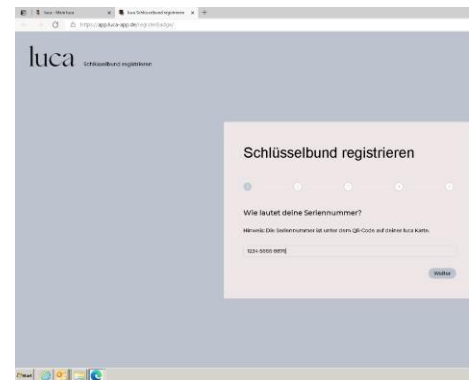 luca
Schlüsselbund registrieren
Schlüsselbund registrieren
Wie lautet deine Seriennummer?
Hinweis: Die Seriennummer ist unter dem QR-Code auf deiner luca Karte.
Weiter